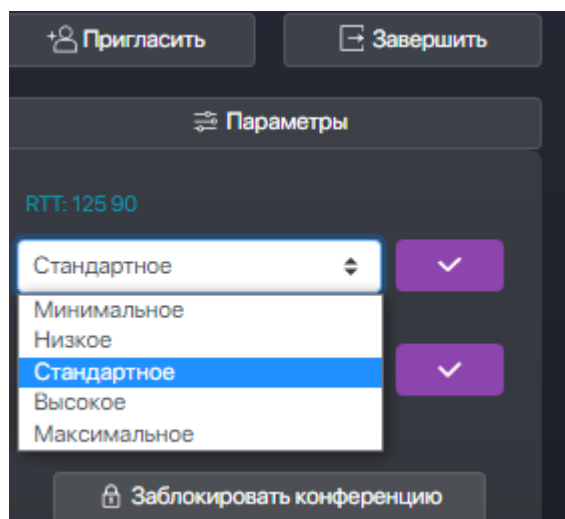 Пригласить
Завершить
Параметры
RTT: 125 90
Стандартное
Минимальное
Низкое
Стандартное
Высокое
Максимальное
Заблокировать конференцию